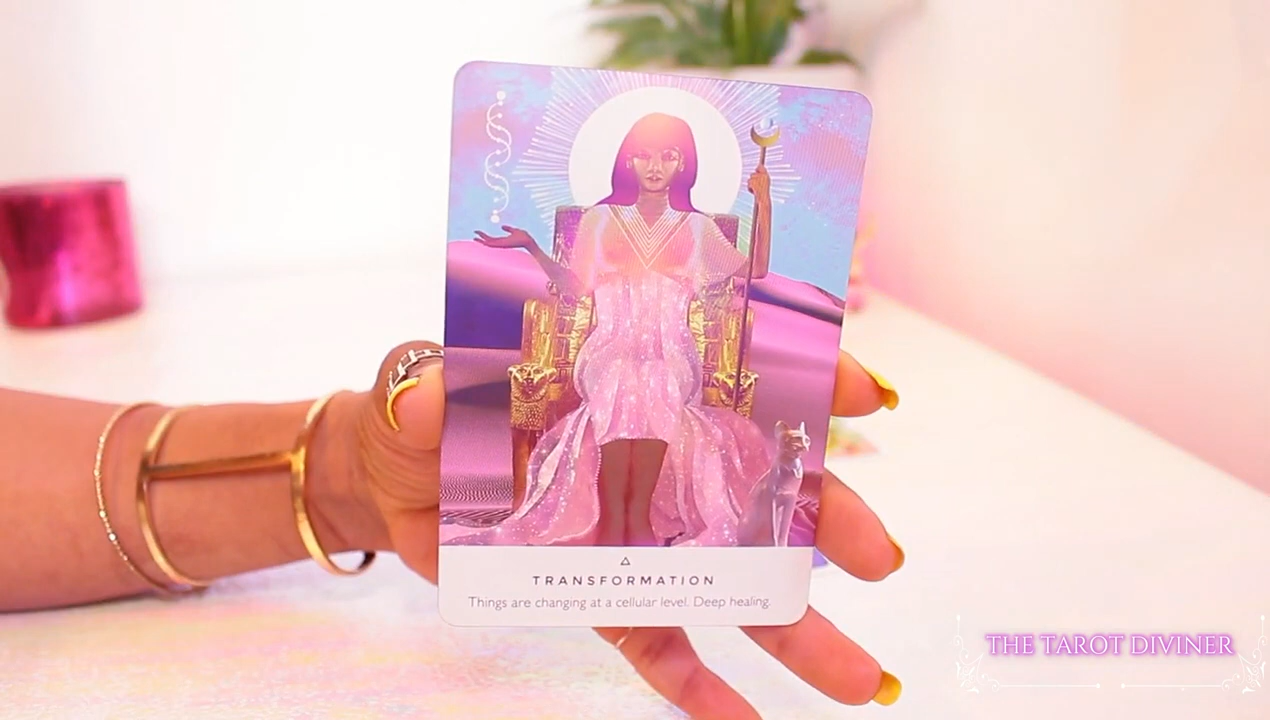 TRANSFORMATION
Things are changing at a cellular level. Deep healing.
THE TAROT DIVINER